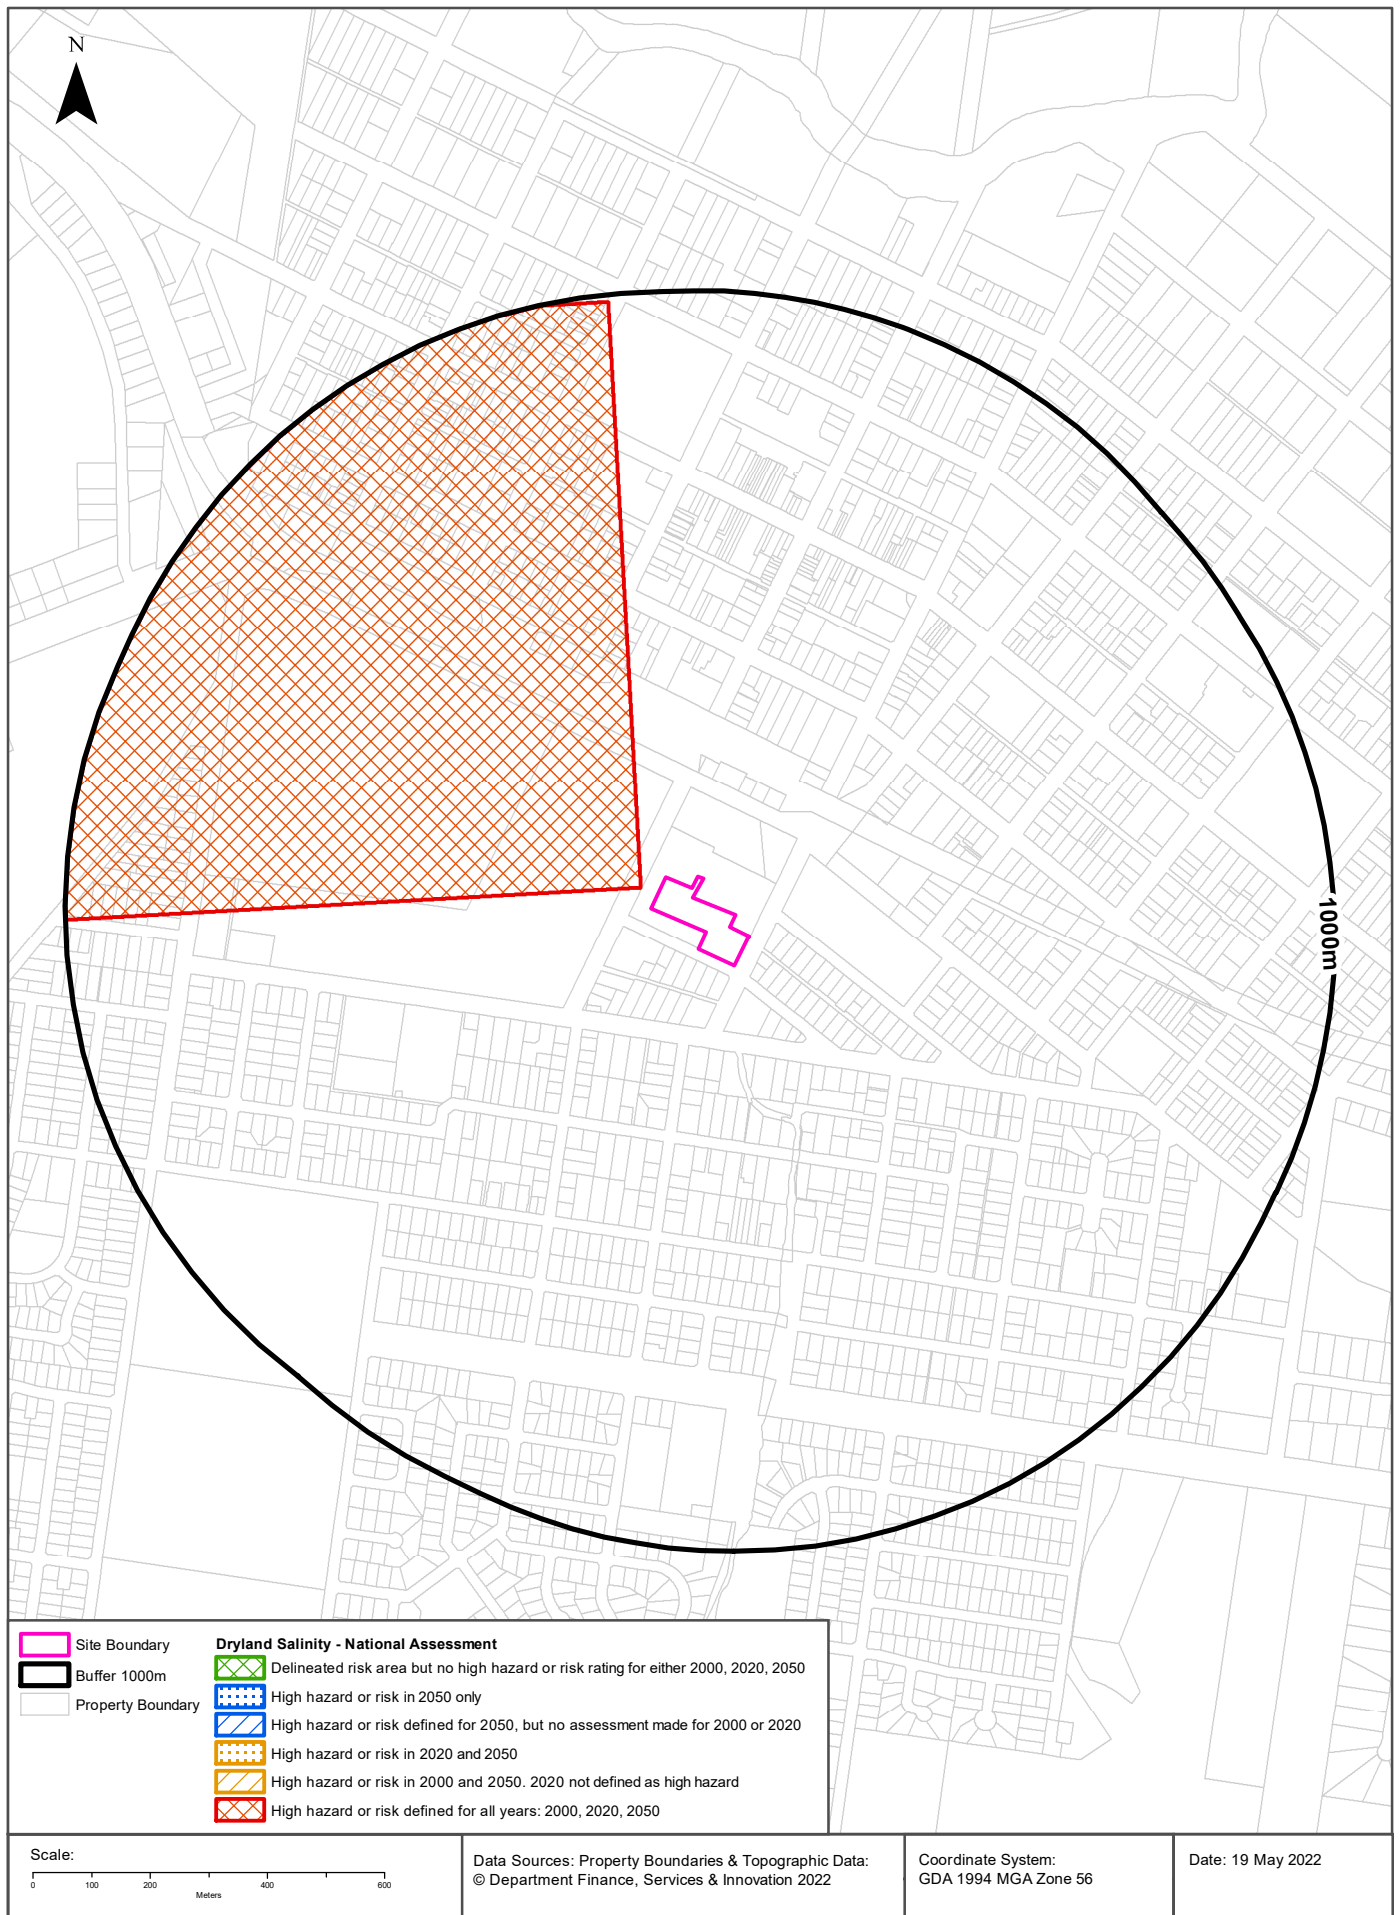 N
1000m
Site Boundary
Buffer 1000m
Property Boundary
Dryland Salinity - National Assessment
Delineated risk area but no high hazard or risk rating for either 2000, 2020, 2050
High hazard or risk in 2050 only
High hazard or risk defined for 2050, but no assessment made for 2000 or 2020
High hazard or risk in 2020 and 2050
High hazard or risk in 2000 and 2050. 2020 not defined as high hazard
High hazard or risk defined for all years: 2000, 2020, 2050
Scale:
0 100 200 400 600
Meters
Data Sources: Property Boundaries & Topographic Data:
© Department Finance, Services & Innovation 2022
Coordinate System:
GDA 1994 MGA Zone 56
Date: 19 May 2022